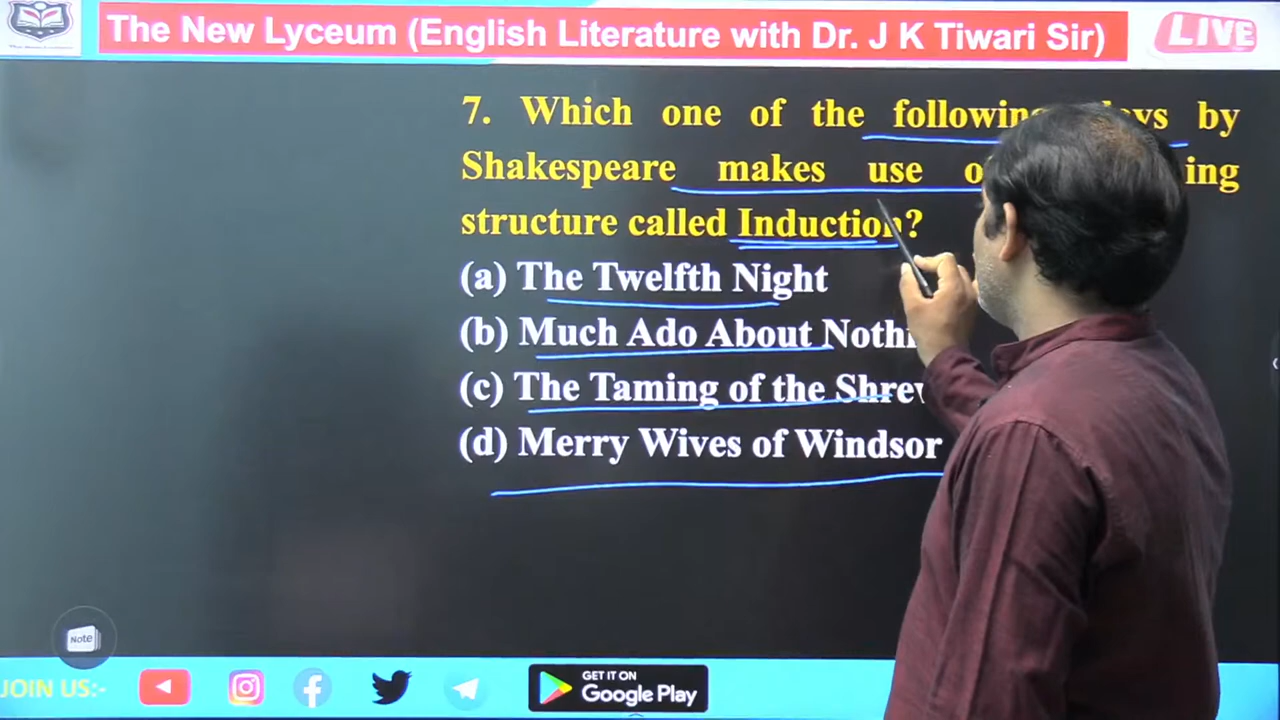 The New Lyceum (English Literature with Dr. J K Tiwari Sir)
LIVE
7. Which one of the following by
Shakespeare makes use
structure called Induction?
(a) The Twelfth Night
(b) Much Ado About
(c) The Taming of the
(d) Merry Wives of Windsor
Note
JOIN US:-
GET IT ON
Google Play